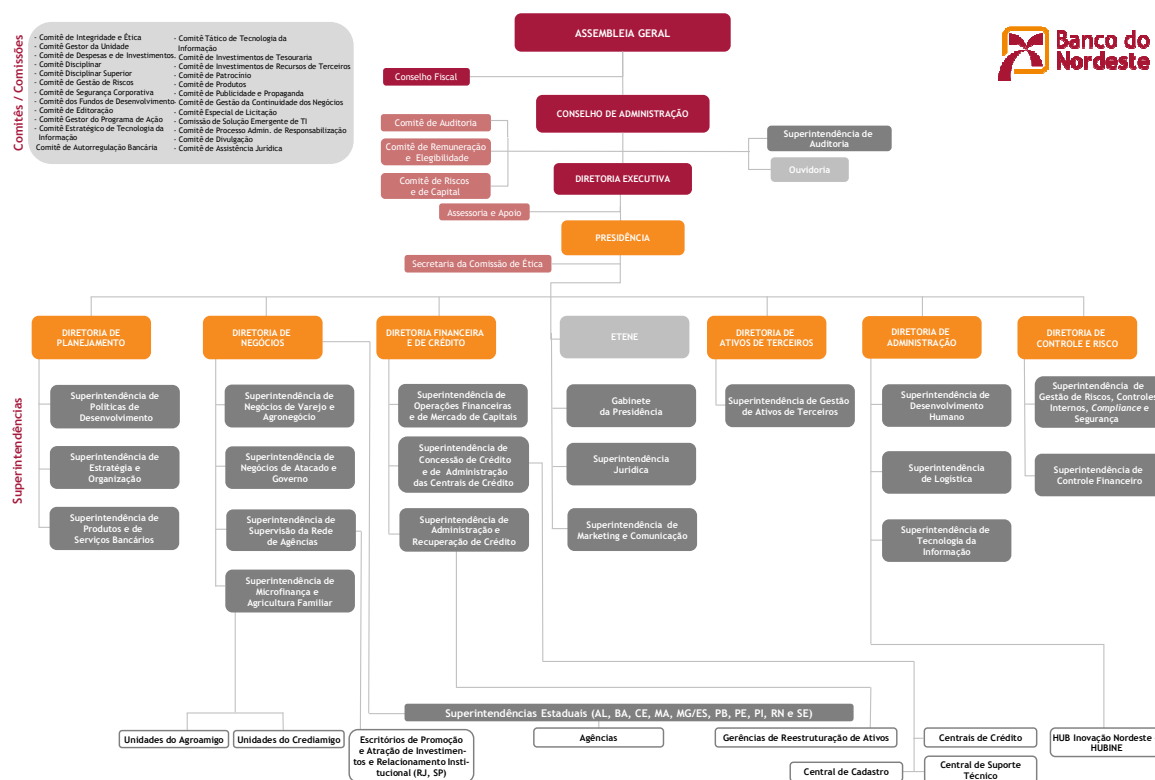 Comitês / Comissões
- Comitê de Integridade e Ética
- Comitê Gestor da Unidade
- Comitê de Despesas e de Investimentos
- Comitê Disciplinar
- Comitê Disciplinar Superior
- Comitê de Gestão de Riscos
- Comitê de Segurança Corporativa
- Comitê dos Fundos de Desenvolvimento
- Comitê de Editoração
- Comitê Gestor do Programa de Ação
- Comitê Estratégico de Tecnologia da
Informação
Comitê de Autorregulação Bancária
- Comitê Tático de Tecnologia da
Informação
- Comitê de Investimentos de Tesouraria
- Comitê de Investimentos de Recursos de Terceiros
- Comitê de Patrocínio
- Comitê de Produtos
- Comitê de Publicidade e Propaganda
- Comitê de Gestão da Continuidade dos Negócios
- Comitê Especial de Licitação
- Comissão de Solução Emergente de TI
- Comitê de Processo Admin. de Responsabilização
- Comitê de Divulgação
- Comitê de Assistência Jurídica
ASSEMBLEIA GERAL
Banco do
Nordeste
Conselho Fiscal
CONSELHO DE ADMINISTRAÇÃO
Comitê de Auditoria
Comitê de Remuneração
e Elegibilidade
Comitê de Riscos
e de Capital
Superintendência de
Auditoria
Ouvidoria
DIRETORIA EXECUTIVA
Assessoria e Apoio
PRESIDÊNCIA
Secretaria da Comissão de Ética
DIRETORIA DE
PLANEJAMENTO
DIRETORIA DE
NEGÓCIOS
DIRETORIA FINANCEIRA
E DE CRÉDITO
ETENE
DIRETORIA DE
ATIVOS DE TERCEIROS
DIRETORIA DE
ADMINISTRAÇÃO
DIRETORIA DE
CONTROLE E RISCO
Superintendências
Superintendência de
Políticas de
Desenvolvimento
Superintendência de
Estratégia e
Organização
Superintendência de
Produtos e de
Serviços Bancários
Superintendência de
Negócios de Varejo e
Agronegócio
Superintendência de
Negócios de Atacado e
Governo
Superintendência de
Supervisão da Rede
de Agências
Superintendência de
Microfinança e
Agricultura Familiar
Superintendência de
Operações Financeiras
e de Mercado de Capitais
Superintendência de
Concessão de Crédito
e de Administração
das Centrais de Crédito
Superintendência de
Administração e
Recuperação de Crédito
Gabinete
da Presidência
Superintendência
Jurídica
Superintendência de
Marketing e Comunicação
Superintendência de Gestão
de Ativos de Terceiros
Superintendência de
Desenvolvimento
Humano
Superintendência
de Logística
Superintendência de
Tecnologia da
Informação
Superintendência de
Gestão de Riscos, Controles
Internos, Compliance e
Segurança
Superintendência de
Controle Financeiro
Superintendências Estaduais (AL, BA, CE, MA, MG/ES, PB, PE, PI, RN e SE)
Unidades do Agroamigo
Unidades do Crediamigo
Escritórios de Promoção
e Atração de Investimen-
tos e Relacionamento Insti-
tucional (RJ, SP)
Agências
Gerências de Reestruturação de Ativos
Centrais de Crédito
HUB Inovação Nordeste -
HUBINE
Central de Cadastro
Central de Suporte
Técnico